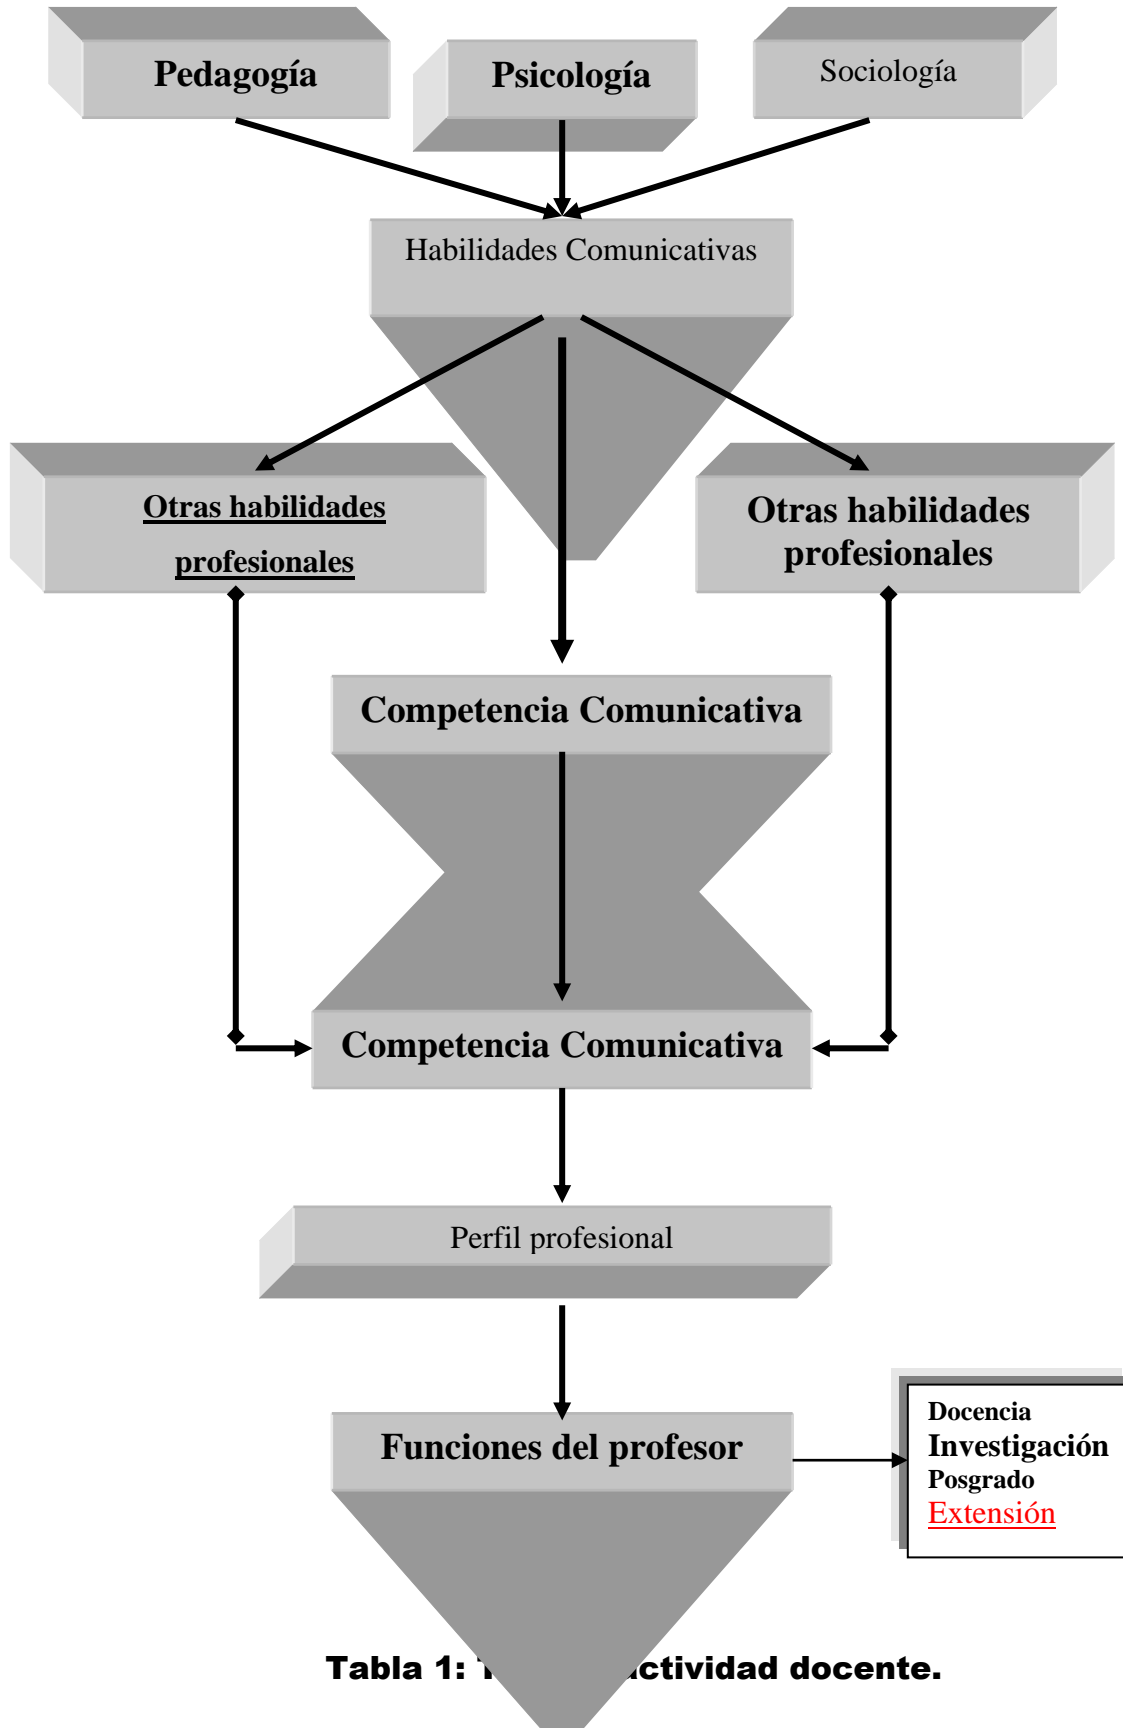 Pedagogía
Psicología
Sociología
Habilidades Comunicativas
Otras habilidades
profesionales
Otras habilidades
profesionales
Competencia Comunicativa
Competencia Comunicativa
Perfil profesional
Funciones del profesor
Docencia
Investigación
Posgrado
Extensión
Tabla 1: actividad docente.